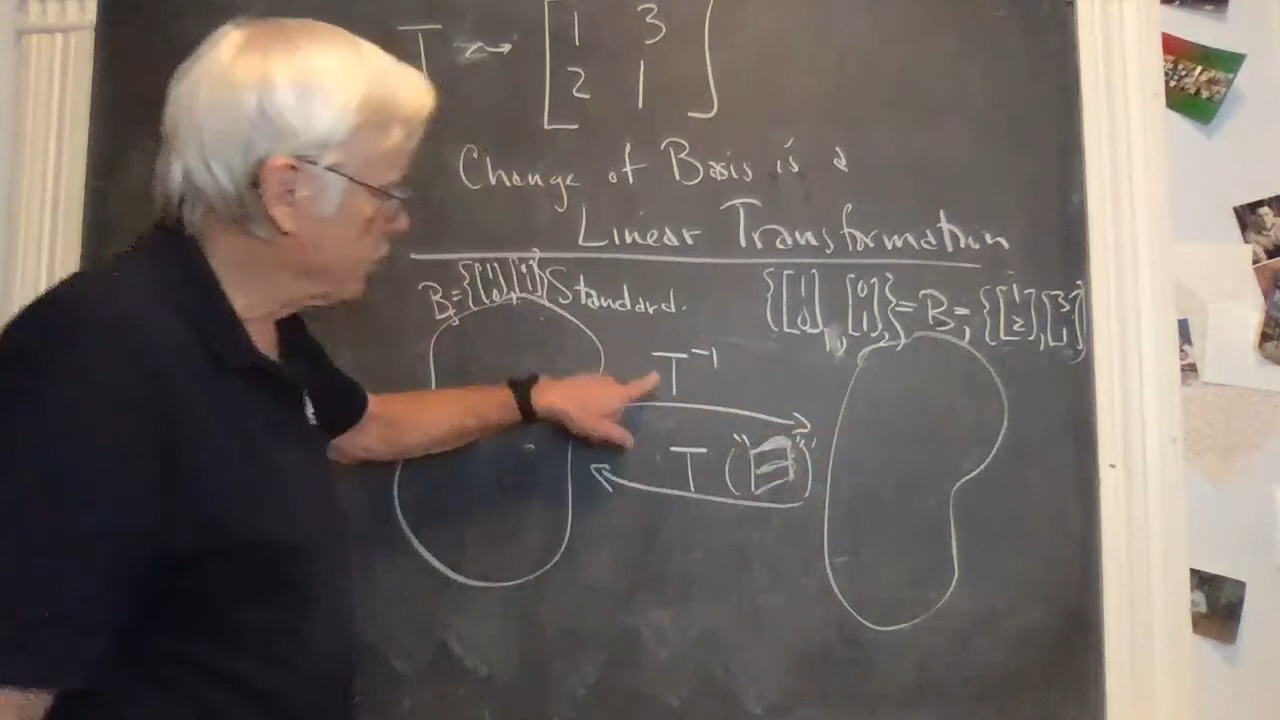 T ⇝ [1 3
2 1]
Change of Basis is a
Linear Transformation
B = {[1 0], [0 1]} Standard. {[1 0], [0 1]} = B = {[1 2], [3 1]}
T⁻¹
T